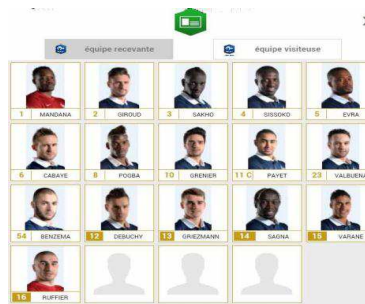 équipe recevante équipe visiteuse
1 MANDANA 2 GIROUD 3 SAKHO 4 SISSOKO 5 EVRA
6 CABAYE 8 POGBA 10 GRENIER 11 C PAYET 23 VALBUENA
54 BENZEMA 12 DEBUCHY 13 GRIEZMANN 14 SAGNA 15 VARANE
16 RUFFIER